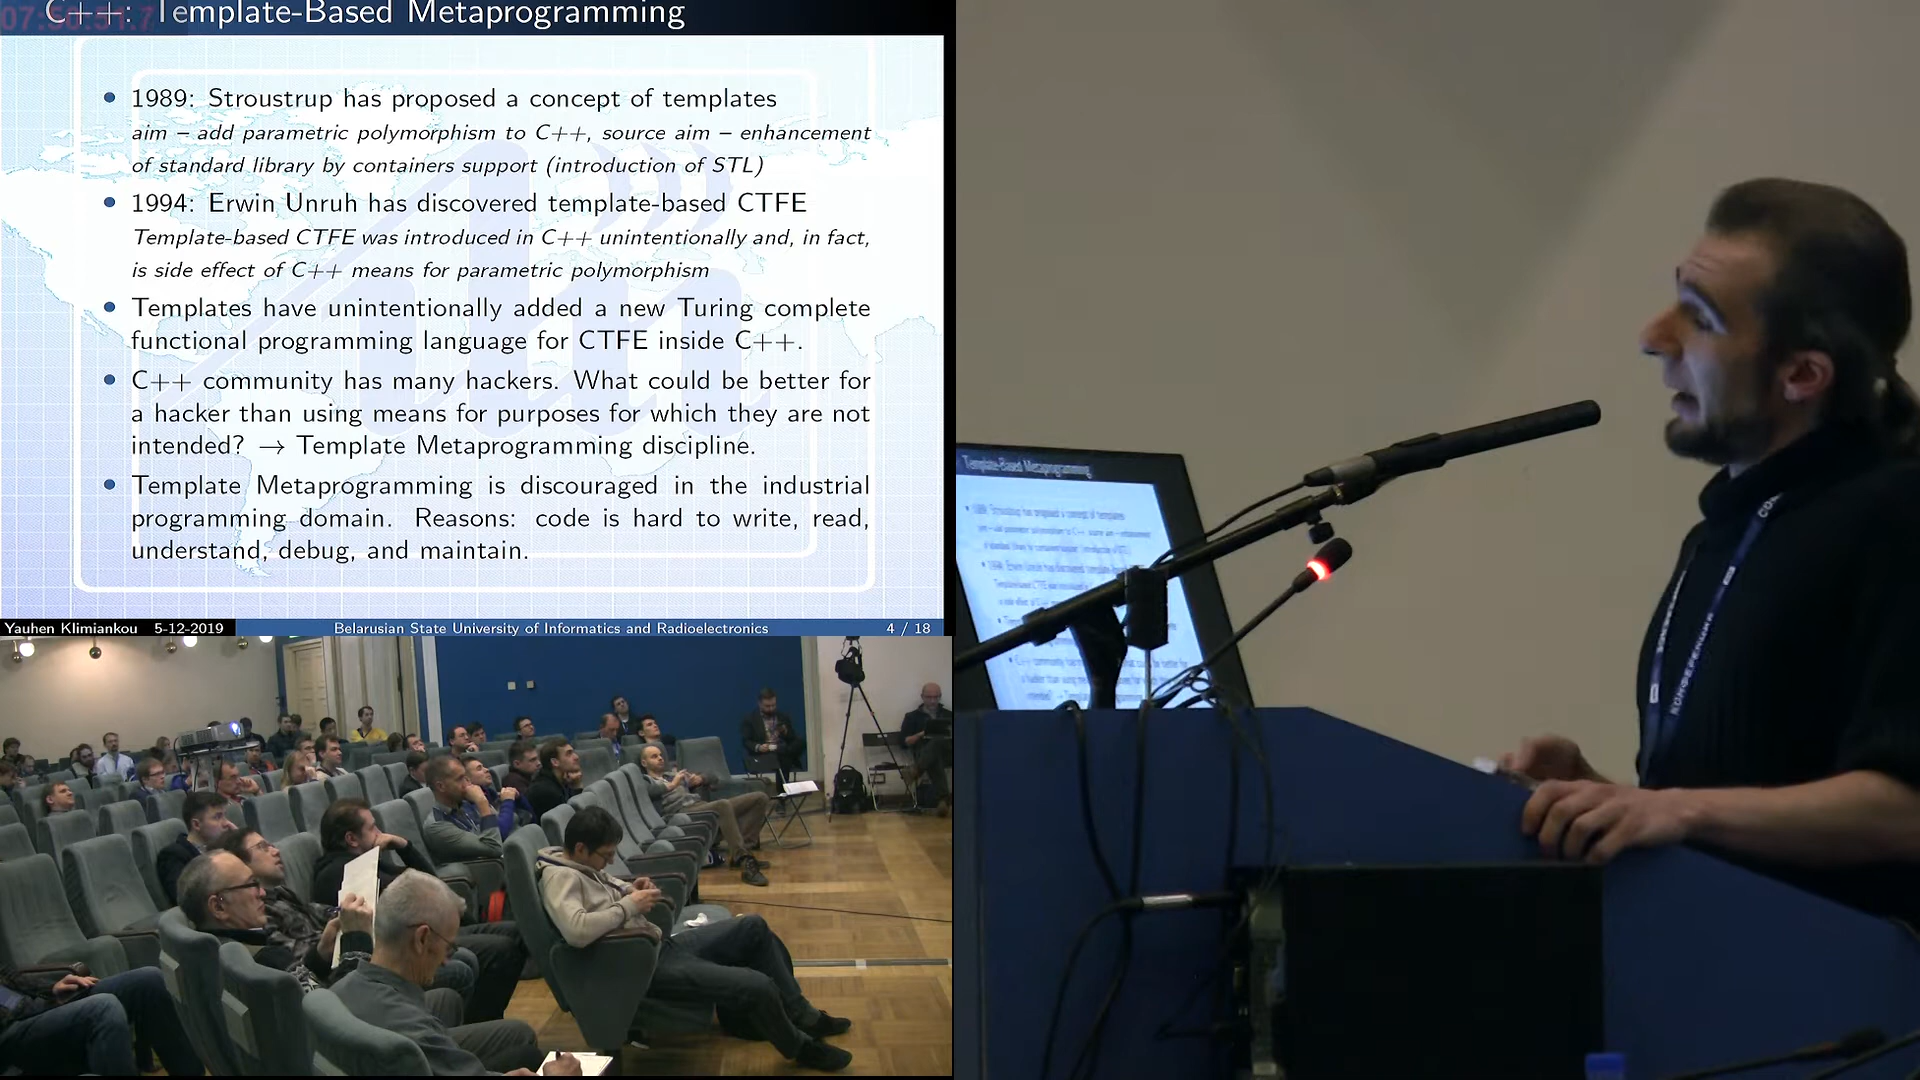 C++: Template-Based Metaprogramming
• 1989: Stroustrup has proposed a concept of templates
aim – add parametric polymorphism to C++, source aim – enhancement
of standard library by containers support (introduction of STL)
• 1994: Erwin Unruh has discovered template-based CTFE
Template-based CTFE was introduced in C++ unintentionally and, in fact,
is side effect of C++ means for parametric polymorphism
• Templates have unintentionally added a new Turing complete
functional programming language for CTFE inside C++.
• C++ community has many hackers. What could be better for
a hacker than using means for purposes for which they are not
intended? → Template Metaprogramming discipline.
• Template Metaprogramming is discouraged in the industrial
programming domain. Reasons: code is hard to write, read,
understand, debug, and maintain.
Yauhen Klimiankou 5-12-2019 Belarusian State University of Informatics and Radioelectronics 4 / 18
Template-Based Metaprogramming
КОНФЕРЕНЦИЯ